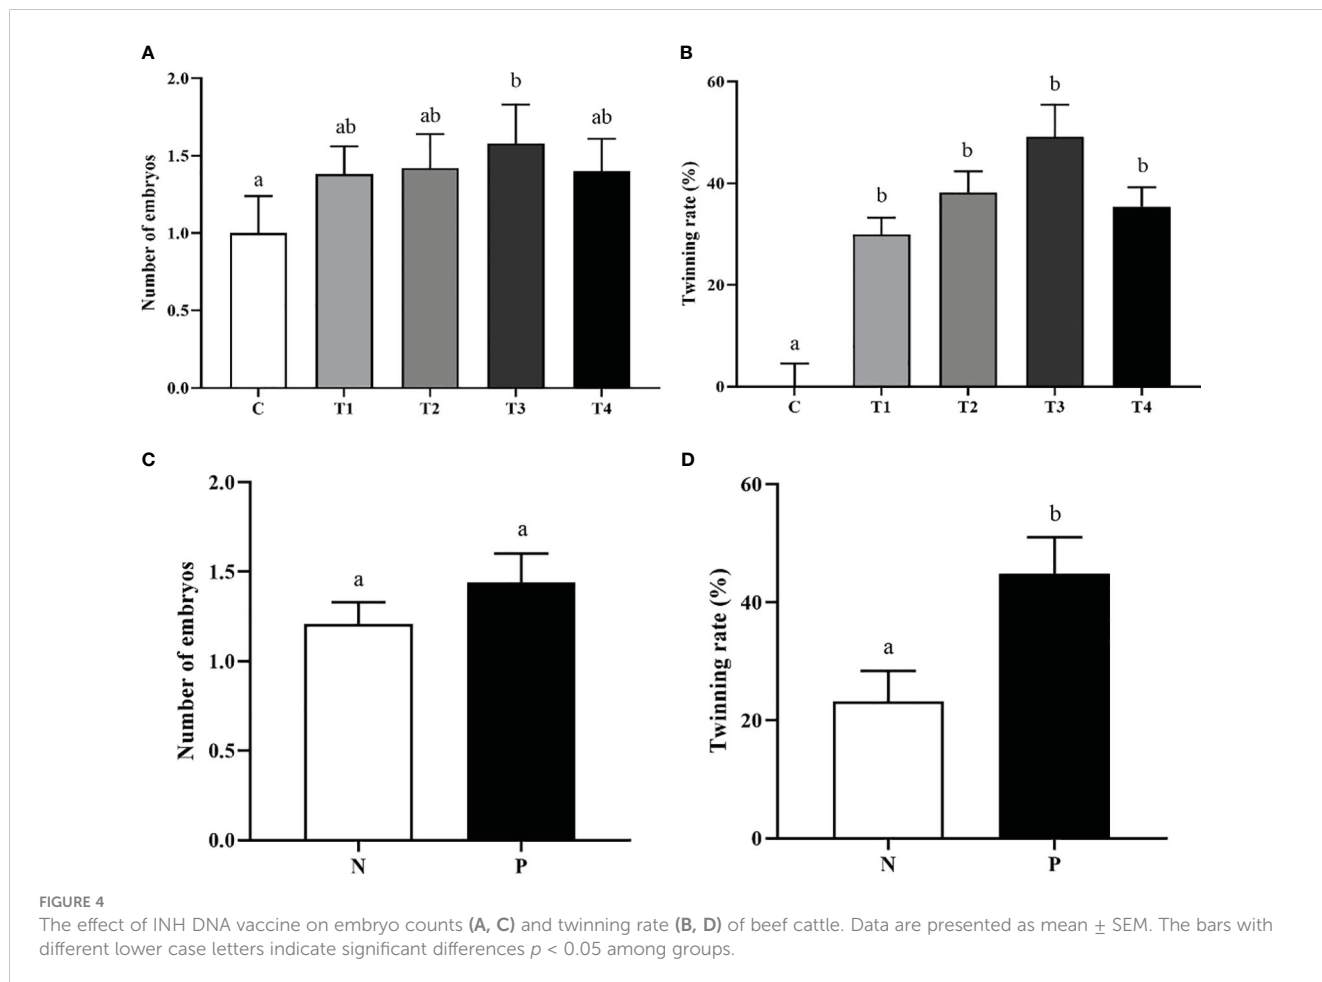 A
B
2.0
1.5
1.0
0.5
0.0
Number of embryos
a
ab
ab
b
ab
C
T1
T2
T3
T4
60
40
20
0
Twinning rate (%)
a
b
b
b
b
C
T1
T2
T3
T4
C
D
2.0
1.5
1.0
0.5
0.0
Number of embryos
a
a
N
P
60
40
20
0
Twinning rate (%)
a
b
N
P
FIGURE 4
The effect of INH DNA vaccine on embryo counts (A, C) and twinning rate (B, D) of beef cattle. Data are presented as mean ± SEM. The bars with
different lower case letters indicate significant differences p < 0.05 among groups.